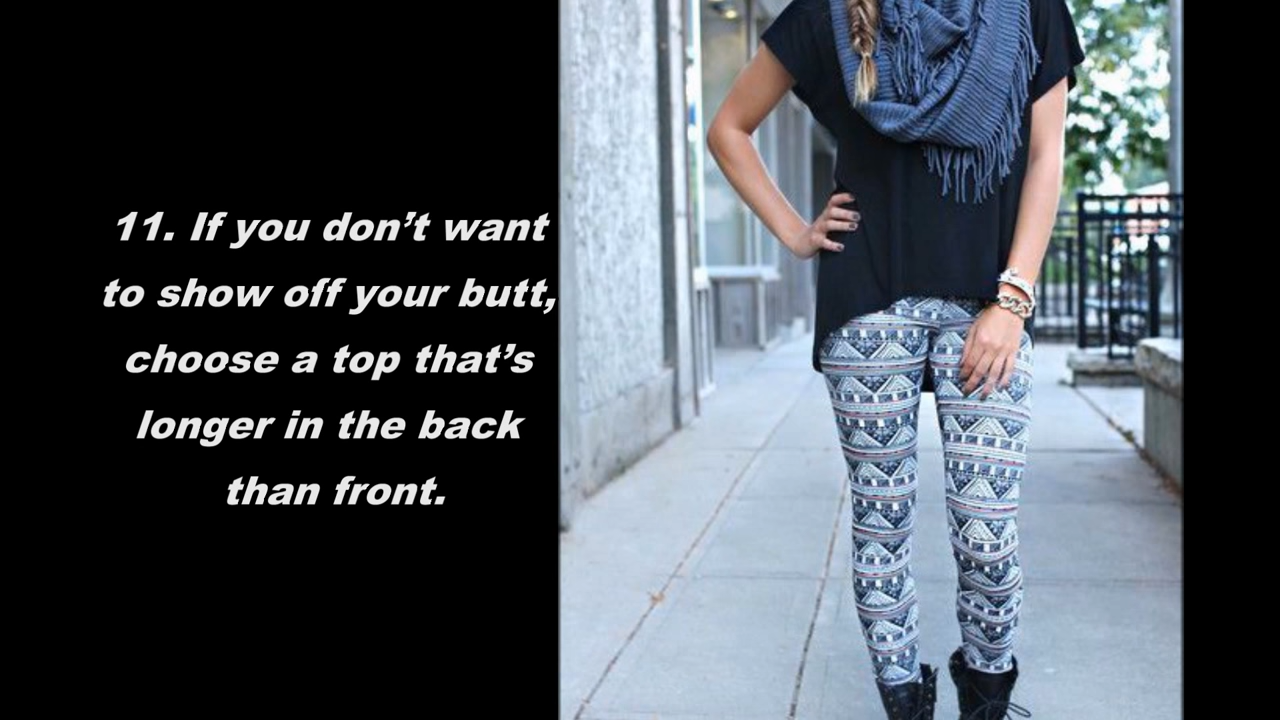 11. If you don’t want
to show off your butt,
choose a top that’s
longer in the back
than front.